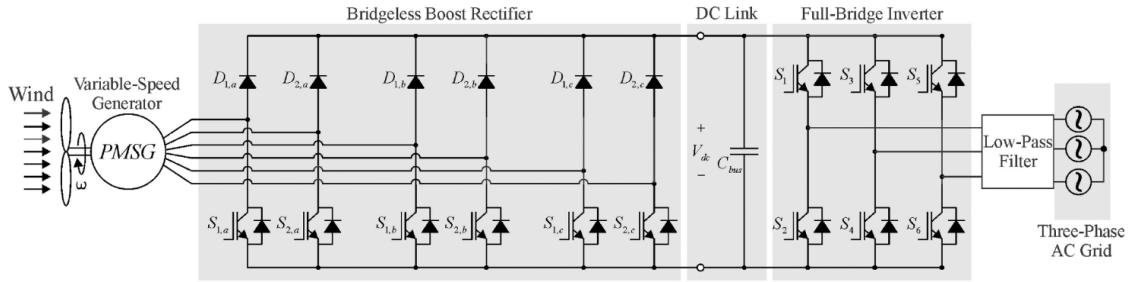 Bridgeless Boost Rectifier
DC Link
Full-Bridge Inverter
Variable-Speed
Generator
Wind
PMSG
ω
D1,a
D2,a
D1,b
D2,b
D1,c
D2,c
S1,a
S2,a
S1,b
S2,b
S1,c
S2,c
+
Vdc
−
Cbus
S1
S3
S5
S2
S4
S6
Low-Pass
Filter
Three-Phase
AC Grid